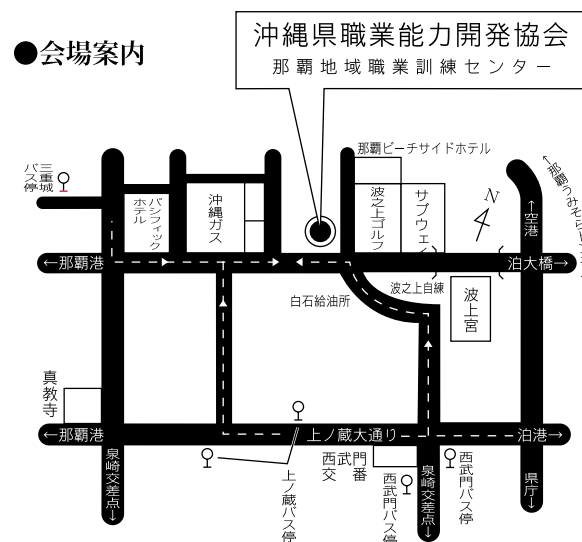 ●会場案内
沖縄県職業能力開発協会
那覇地域職業訓練センター
三重城
バス停
パシフィック
ホテル
沖縄ガス
那覇ビーチサイドホテル
波之上ゴルフ
サブウェイ
N
←那覇うみそら
←空港
←那覇港
泊大橋→
白石給油所
波之上自練
波上宮
真教寺
←那覇港
上ノ蔵大通り
泊港→
泉崎交差点→
上ノ蔵バス停
西武門
交番
西武門バス停
泉崎交差点→
西武門バス停
県庁→